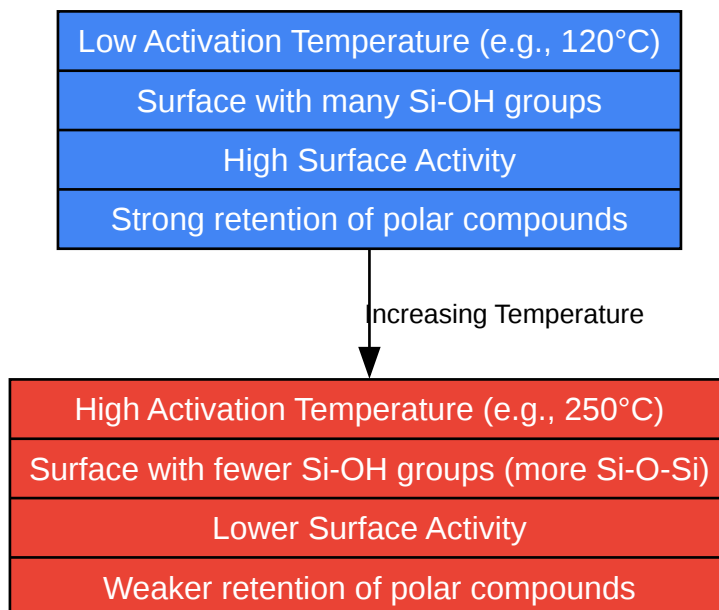 Low Activation Temperature (e.g., 120°C)
Surface with many Si-OH groups
High Surface Activity
Strong retention of polar compounds
Increasing Temperature
High Activation Temperature (e.g., 250°C)
Surface with fewer Si-OH groups (more Si-O-Si)
Lower Surface Activity
Weaker retention of polar compounds